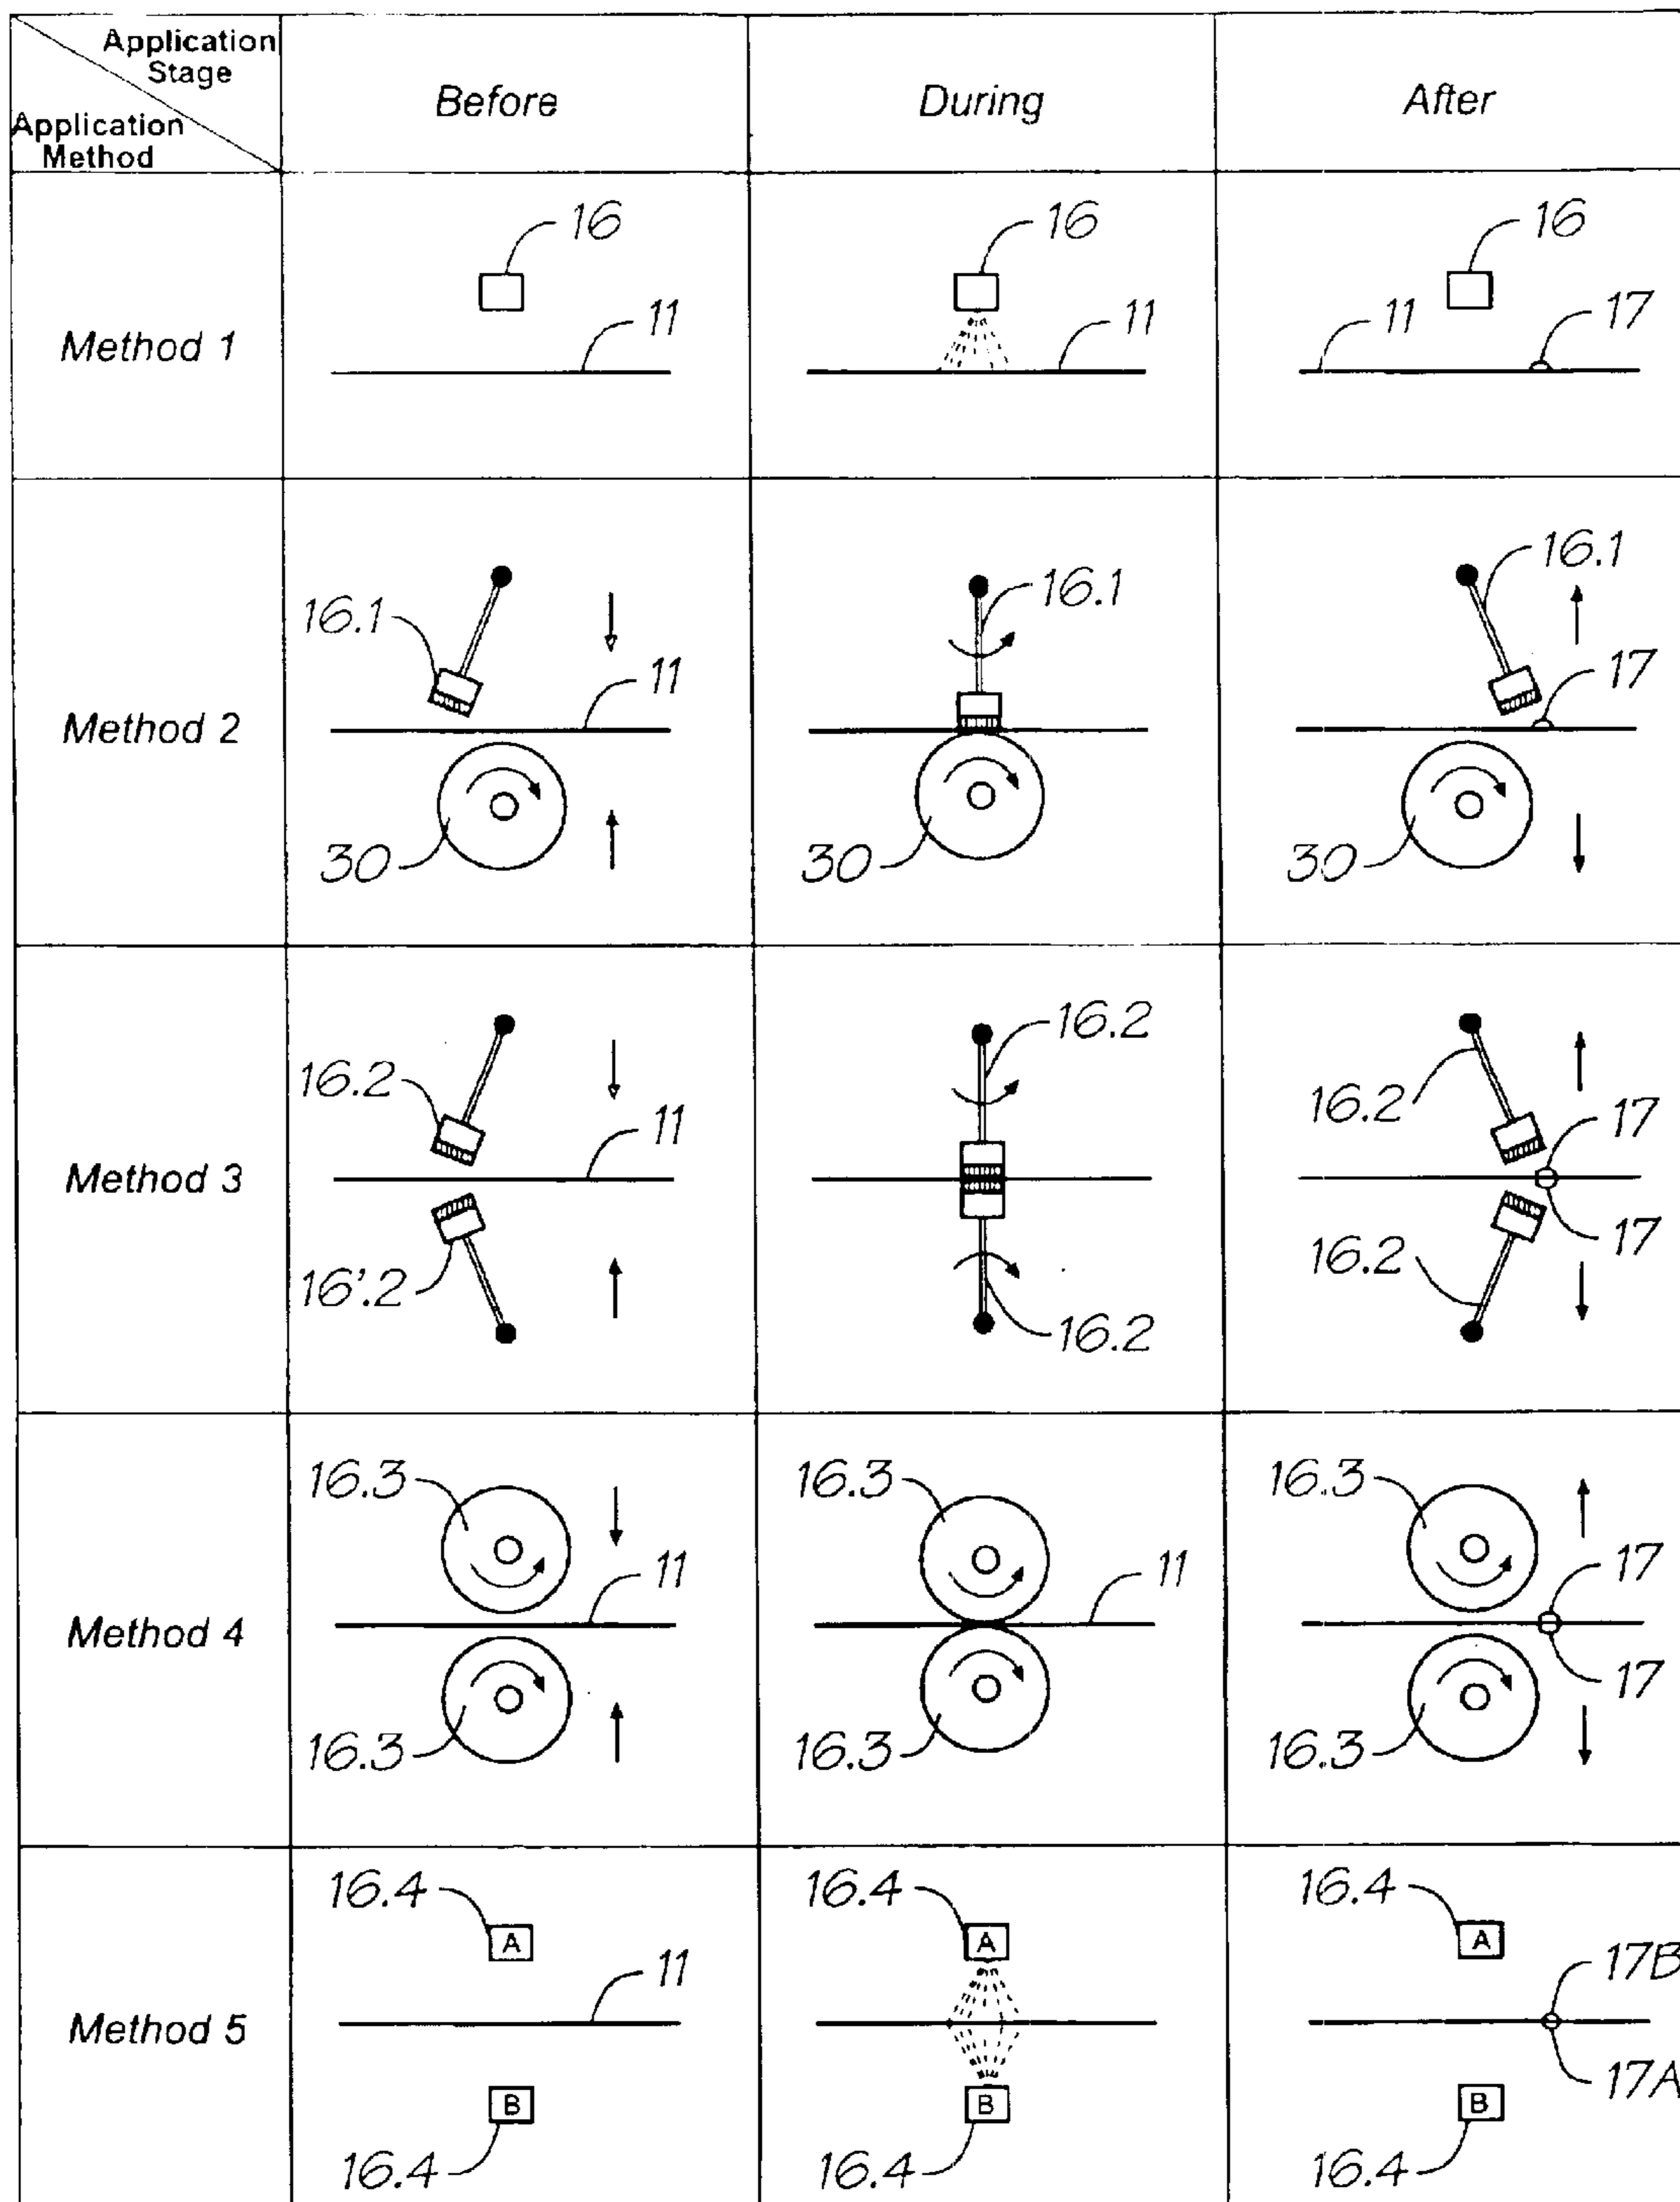 Application
Stage
Application
Method
Before
During
After
Method 1
16
11
16
11
16
11
17
Method 2
16.1
11
30
16.1
30
16.1
17
30
Method 3
16.2
11
16'.2
16.2
16.2
16.2
17
17
16.2
Method 4
16.3
11
16.3
16.3
11
16.3
16.3
17
17
16.3
Method 5
16.4
A
11
B
16.4
16.4
A
B
16.4
16.4
A
17B
17A
B
16.4